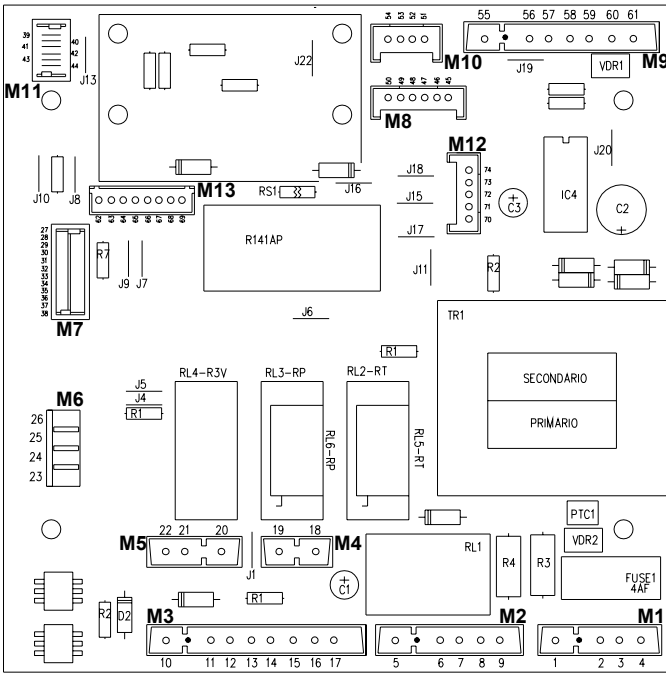 54 53 52 51
M10
55 56 57 58 59 60 61
M9
J19
VDR1
39
41
43
40
42
44
J13
M11
J22
50 49 48 47 46 45
M8
M12
74
73
72
71
70
J20
IC4
C3
C2
J10
J8
J18
J16
J15
J17
RS1
M13
62 63 64 65 66 67 68 69
R141AP
27
28
29
30
31
32
33
34
35
36
37
38
M7
R7
J9
J7
J11
R2
J6
TR1
SECONDARIO
PRIMARIO
R1
RL4-R3V
RL3-RP
RL2-RT
RL6-RP
RL5-RT
J5
J4
R1
M6
26
25
24
23
PTC1
VDR2
M5
22 21 20
19 18
M4
J1
C1
RL1
R4
R3
FUSE1
4AF
R2
D2
R1
M3
10 11 12 13 14 15 16 17
M2
5 6 7 8 9
M1
1 2 3 4